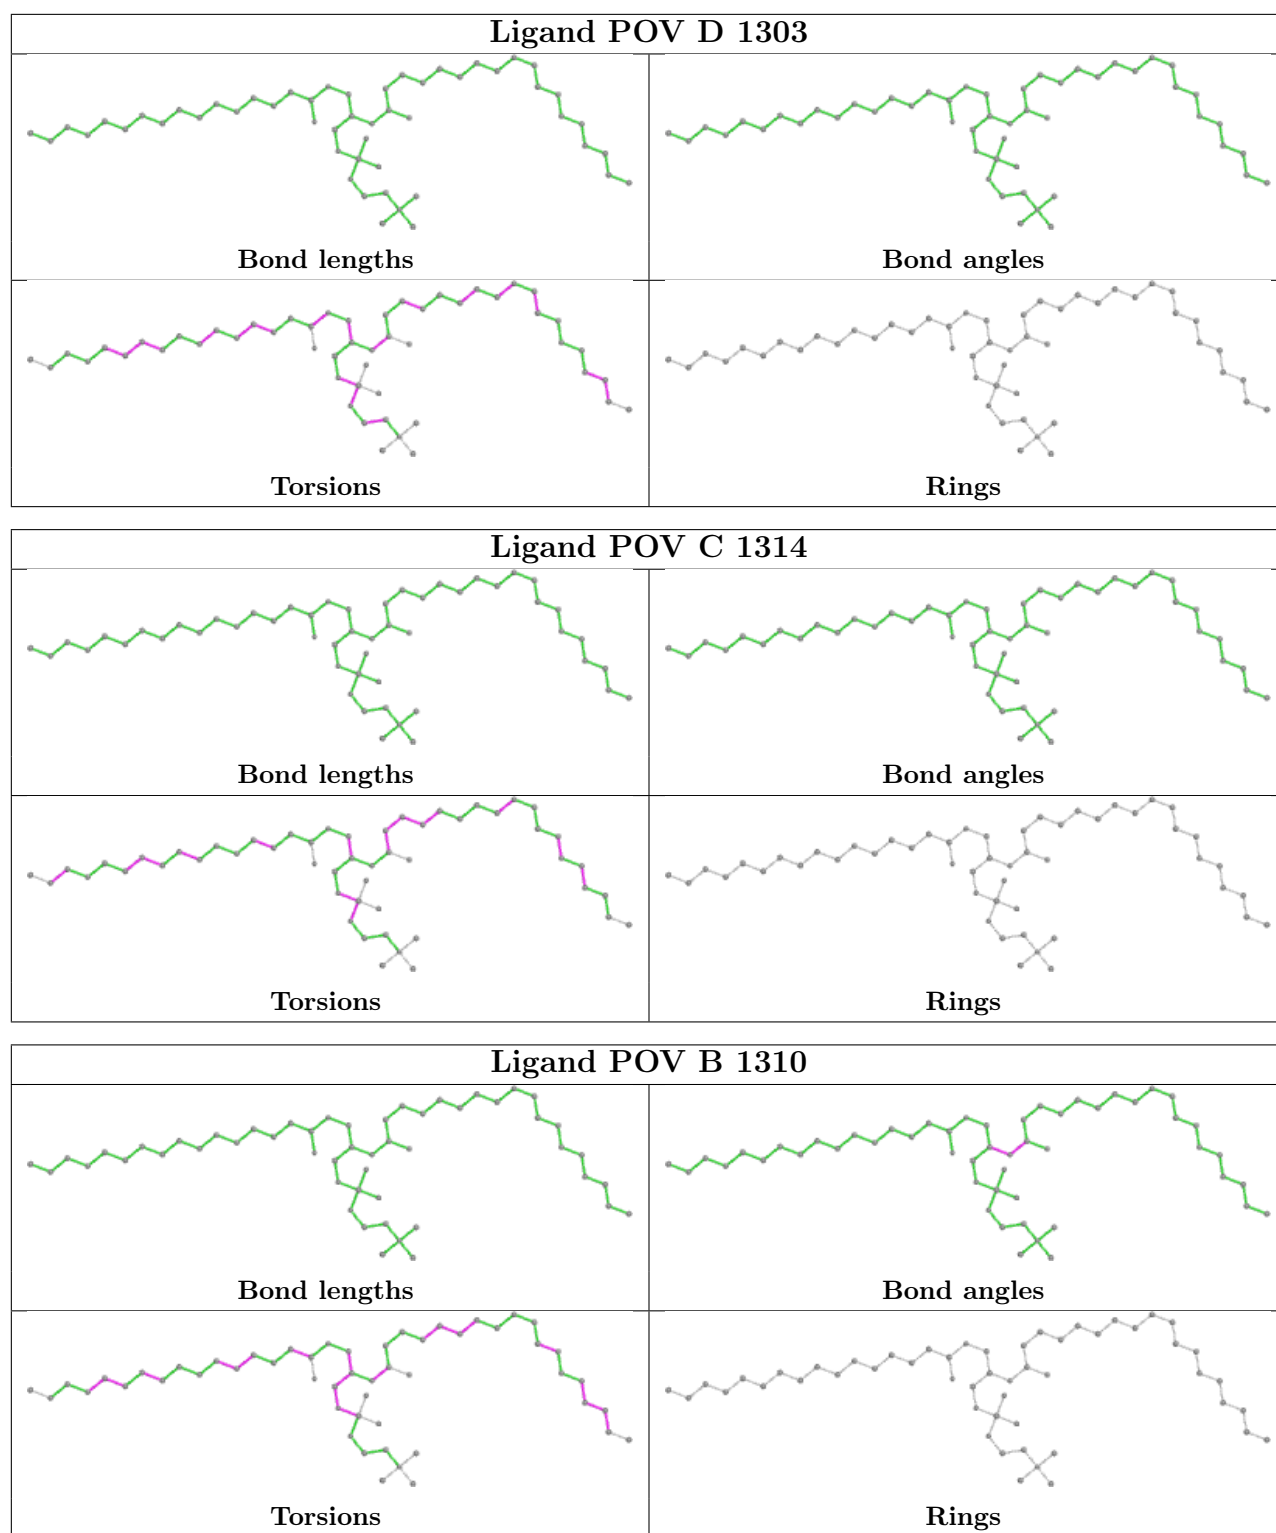 Ligand POV D 1303
Bond lengths
Bond angles
Torsions
Rings
Ligand POV C 1314
Bond lengths
Bond angles
Torsions
Rings
Ligand POV B 1310
Bond lengths
Bond angles
Torsions
Rings